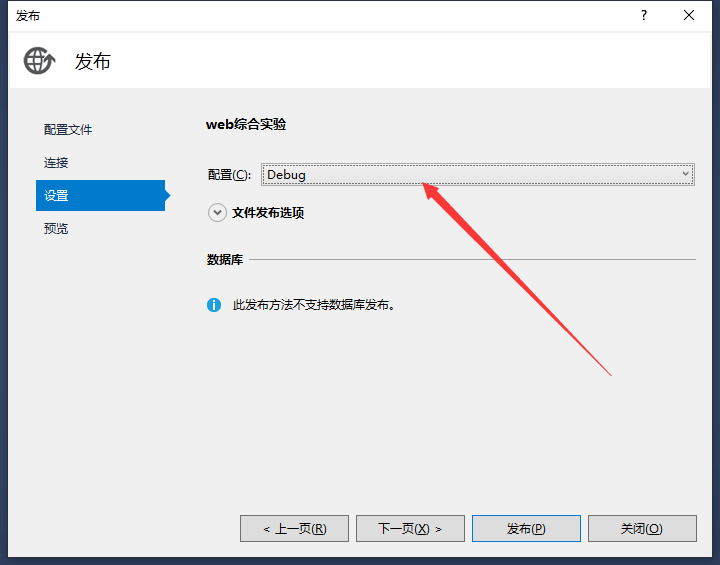 发布
?
发布
配置文件
连接
设置
预览
web综合实验
配置(C): Debug
文件发布选项
数据库
此发布方法不支持数据库发布。
< 上一页(R) 下一页(X) > 发布(P) 关闭(O)